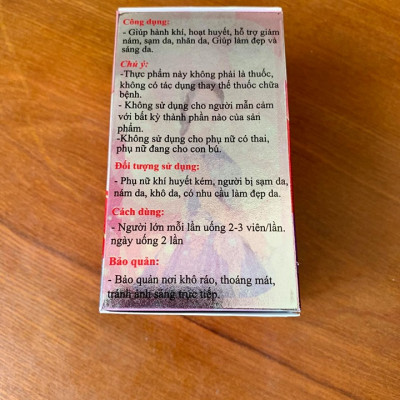 Công dụng:
- Giúp hành khí, hoạt huyết, hỗ trợ giảm
nám, sạm da, nhăn da, Giúp làm đẹp và
sáng da.
Chú ý:
-Thực phẩm này không phải là thuốc,
không có tác dụng thay thế thuốc chữa
bệnh.
- Không sử dụng cho người mẫn cảm
với bất kỳ thành phần nào của sản
phẩm.
-Không sử dụng cho phụ nữ có thai,
phụ nữ đang cho con bú.
Đối tượng sử dụng:
- Phụ nữ khí huyết kém, người bị sạm da,
nám da, khô da, có nhu cầu làm đẹp da.
Cách dùng:
- Người lớn mỗi lần uống 2-3 viên/lần.
ngày uống 2 lần
Bảo quản:
- Bảo quản nơi khô ráo, thoáng mát,
tránh ánh sáng trực tiếp.